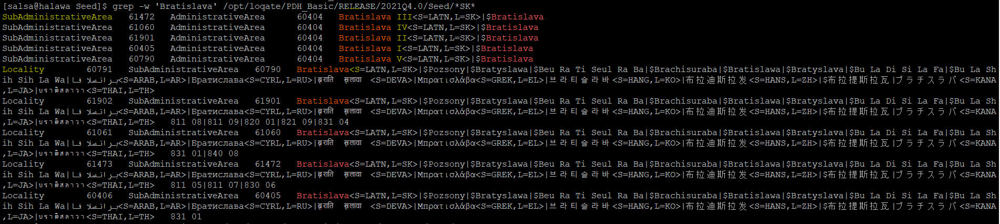 [salsa@halawa Seed]$ grep -w 'Bratislava' /opt/loqate/PDH_Basic/RELEASE/2021Q4.0/Seed/*SK*
SubAdministrativeArea   61472   AdministrativeArea      60404   Bratislava III<S=LATN,L=SK>|$Bratislava
SubAdministrativeArea   61060   AdministrativeArea      60404   Bratislava IV<S=LATN,L=SK>|$Bratislava
SubAdministrativeArea   61901   AdministrativeArea      60404   Bratislava II<S=LATN,L=SK>|$Bratislava
SubAdministrativeArea   60405   AdministrativeArea      60404   Bratislava I<S=LATN,L=SK>|$Bratislava
SubAdministrativeArea   60790   AdministrativeArea      60404   Bratislava V<S=LATN,L=SK>|$Bratislava
Locality        60791   SubAdministrativeArea   60790   Bratislava<S=LATN,L=SK>|$Pozsony|$Bratyslawa|$Beu Ra Ti Seul Ra Ba|$Brachisuraba|$Bratislawa|$Bratyslava|$Bu La Di Si La Fa|$Bu La Sh
ih Sih La Wa|براتسلا فا<S=ARAB,L=AR>|Братислава<S=CYRL,L=RU>|ब्राति स्लावा <S=DEVA>|Μπρατισλάβα<S=GREK,L=EL>|브라티슬라바<S=HANG,L=KO>|布拉迪斯拉发<S=HANS,L=ZH>|$布拉提斯拉瓦|ブラチスラバ<S=KANA
,L=JA>|บราติสลาวา<S=THAI,L=TH>
Locality        61902   SubAdministrativeArea   61901   Bratislava<S=LATN,L=SK>|$Pozsony|$Bratyslawa|$Beu Ra Ti Seul Ra Ba|$Brachisuraba|$Bratislawa|$Bratyslava|$Bu La Di Si La Fa|$Bu La Sh
ih Sih La Wa|براتسلا فا<S=ARAB,L=AR>|Братислава<S=CYRL,L=RU>|ब्राति स्लावा <S=DEVA>|Μπρατισλάβα<S=GREK,L=EL>|브라티슬라바<S=HANG,L=KO>|布拉迪斯拉发<S=HANS,L=ZH>|$布拉提斯拉瓦|ブラチスラバ<S=KANA
,L=JA>|บราติสลาวา<S=THAI,L=TH>   811 08|811 09|820 01|821 09|831 04
Locality        61061   SubAdministrativeArea   61060   Bratislava<S=LATN,L=SK>|$Pozsony|$Bratyslawa|$Beu Ra Ti Seul Ra Ba|$Brachisuraba|$Bratislawa|$Bratyslava|$Bu La Di Si La Fa|$Bu La Sh
ih Sih La Wa|براتسلا فا<S=ARAB,L=AR>|Братислава<S=CYRL,L=RU>|ब्राति स्लावा <S=DEVA>|Μπρατισλάβα<S=GREK,L=EL>|브라티슬라바<S=HANG,L=KO>|布拉迪斯拉发<S=HANS,L=ZH>|$布拉提斯拉瓦|ブラチスラバ<S=KANA
,L=JA>|บราติสลาวา<S=THAI,L=TH>   831 01|840 08
Locality        61473   SubAdministrativeArea   61472   Bratislava<S=LATN,L=SK>|$Pozsony|$Bratyslawa|$Beu Ra Ti Seul Ra Ba|$Brachisuraba|$Bratislawa|$Bratyslava|$Bu La Di Si La Fa|$Bu La Sh
ih Sih La Wa|براتسلا فا<S=ARAB,L=AR>|Братислава<S=CYRL,L=RU>|ब्राति स्लावा <S=DEVA>|Μπρατισλάβα<S=GREK,L=EL>|브라티슬라바<S=HANG,L=KO>|布拉迪斯拉发<S=HANS,L=ZH>|$布拉提斯拉瓦|ブラチスラバ<S=KANA
,L=JA>|บราติสลาวา<S=THAI,L=TH>   811 05|811 07|830 06
Locality        60406   SubAdministrativeArea   60405   Bratislava<S=LATN,L=SK>|$Pozsony|$Bratyslawa|$Beu Ra Ti Seul Ra Ba|$Brachisuraba|$Bratislawa|$Bratyslava|$Bu La Di Si La Fa|$Bu La Sh
ih Sih La Wa|براتسلا فا<S=ARAB,L=AR>|Братислава<S=CYRL,L=RU>|ब्राति स्लावा <S=DEVA>|Μπρατισλάβα<S=GREK,L=EL>|브라티슬라바<S=HANG,L=KO>|布拉迪斯拉发<S=HANS,L=ZH>|$布拉提斯拉瓦|ブラチスラバ<S=KANA
,L=JA>|บราติสลาวา<S=THAI,L=TH>   831 01